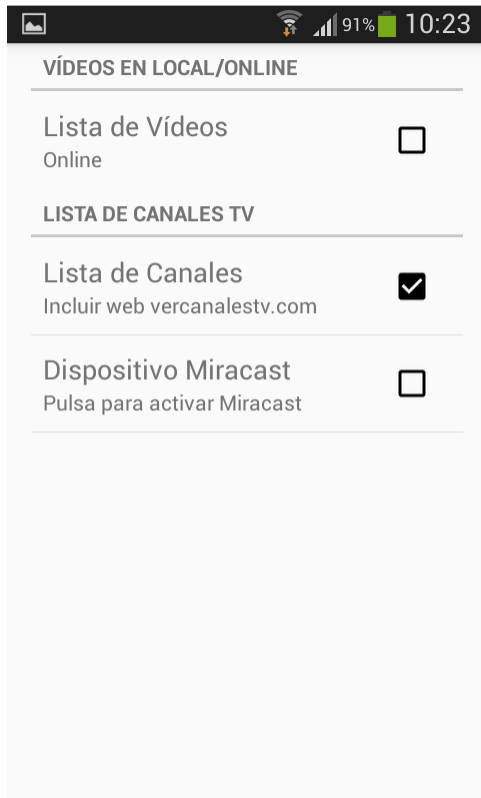 91% 10:23
VÍDEOS EN LOCAL/ONLINE
Lista de Vídeos
Online
LISTA DE CANALES TV
Lista de Canales
Incluir web vercanalestv.com
Dispositivo Miracast
Pulsa para activar Miracast